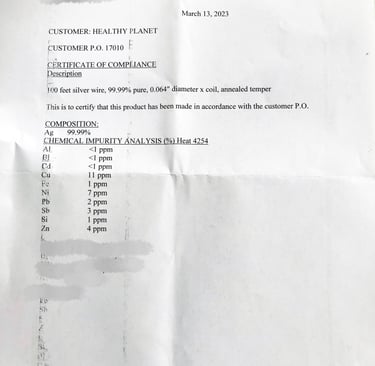 March 13, 2023
CUSTOMER: HEALTHY PLANET
CUSTOMER P.O. 17010
CERTIFICATE OF COMPLIANCE
Description
100 feet silver wire, 99.99% pure, 0.064" diameter x coil, annealed temper
This is to certify that this product has been made in accordance with the customer P.O.
COMPOSITION:
Ag 99.99%
CHEMICAL IMPURITY ANALYSIS (%) Heat 4254
Al <1 ppm
BI <1 ppm
Cd <1 ppm
Cu 11 ppm
Fe 1 ppm
Ni 7 ppm
Pb 2 ppm
Sb 3 ppm
Si 1 ppm
Zn 4 ppm